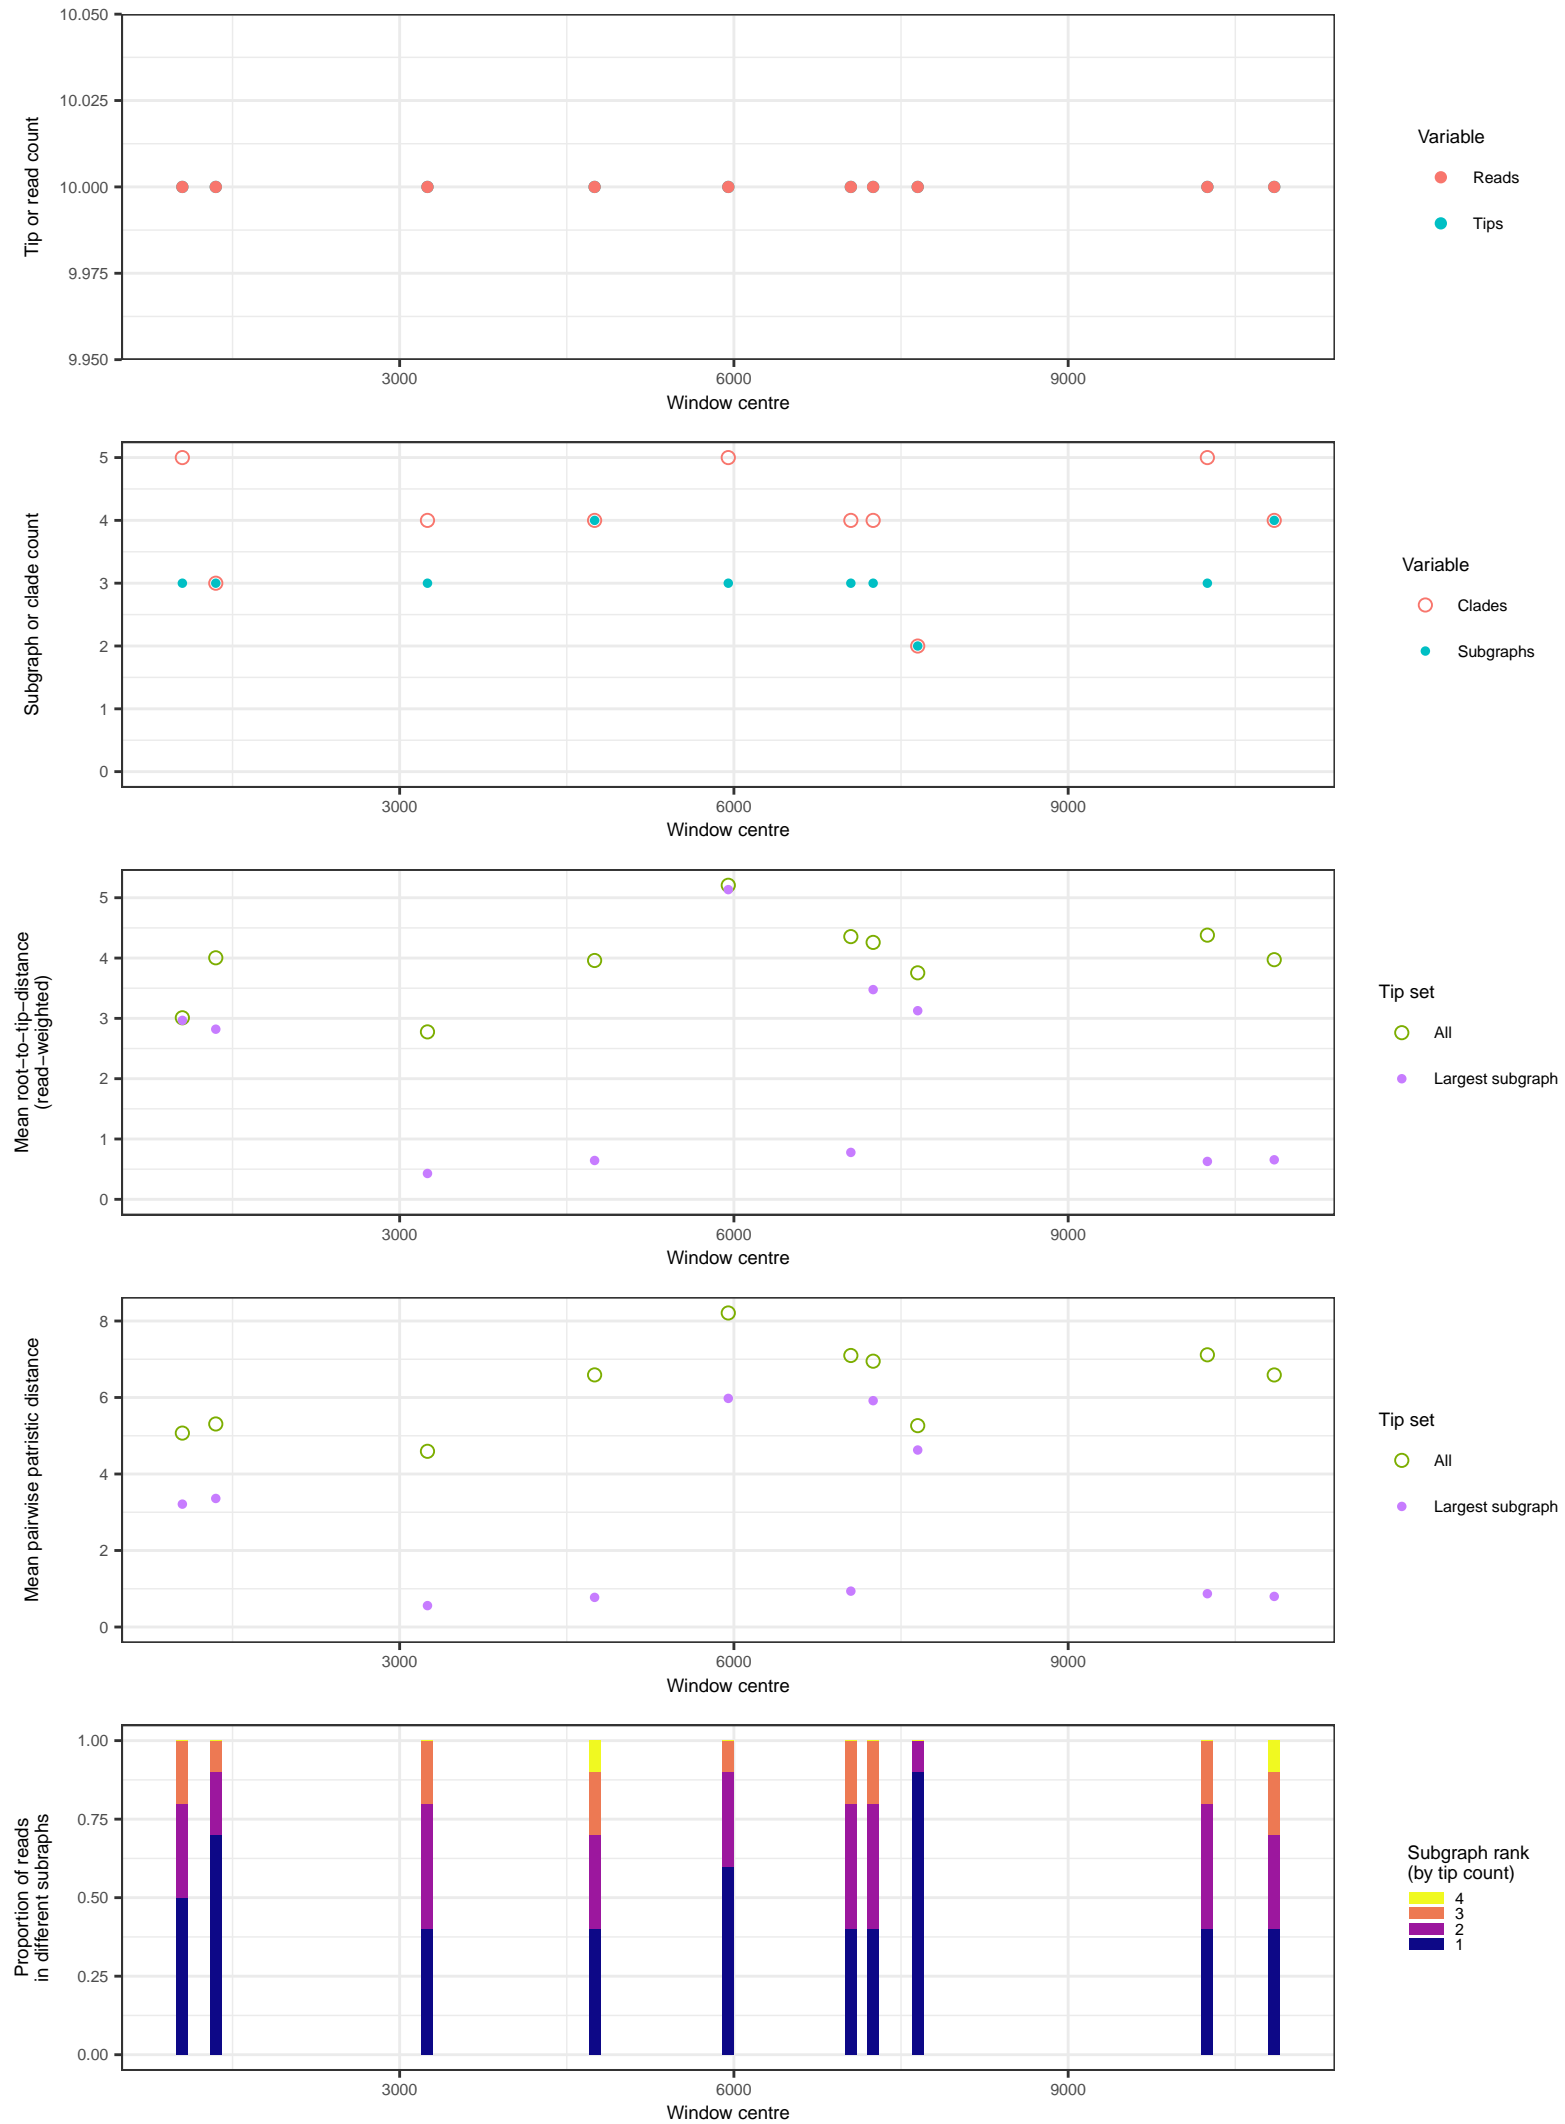 10.050
10.025
10.000
9.975
9.950
Tip or read count
3000 6000 9000
Window centre
Variable
Reads
Tips
5
4
3
2
1
0
Subgraph or clade count
3000 6000 9000
Window centre
Variable
Clades
Subgraphs
5
4
3
2
1
0
Mean root−to−tip−distance
(read−weighted)
3000 6000 9000
Window centre
Tip set
All
Largest subgraph
8
6
4
2
0
Mean pairwise patristic distance
3000 6000 9000
Window centre
Tip set
All
Largest subgraph
1.00
0.75
0.50
0.25
0.00
Proportion of reads
in different subraphs
3000 6000 9000
Window centre
Subgraph rank
(by tip count)
4
3
2
1